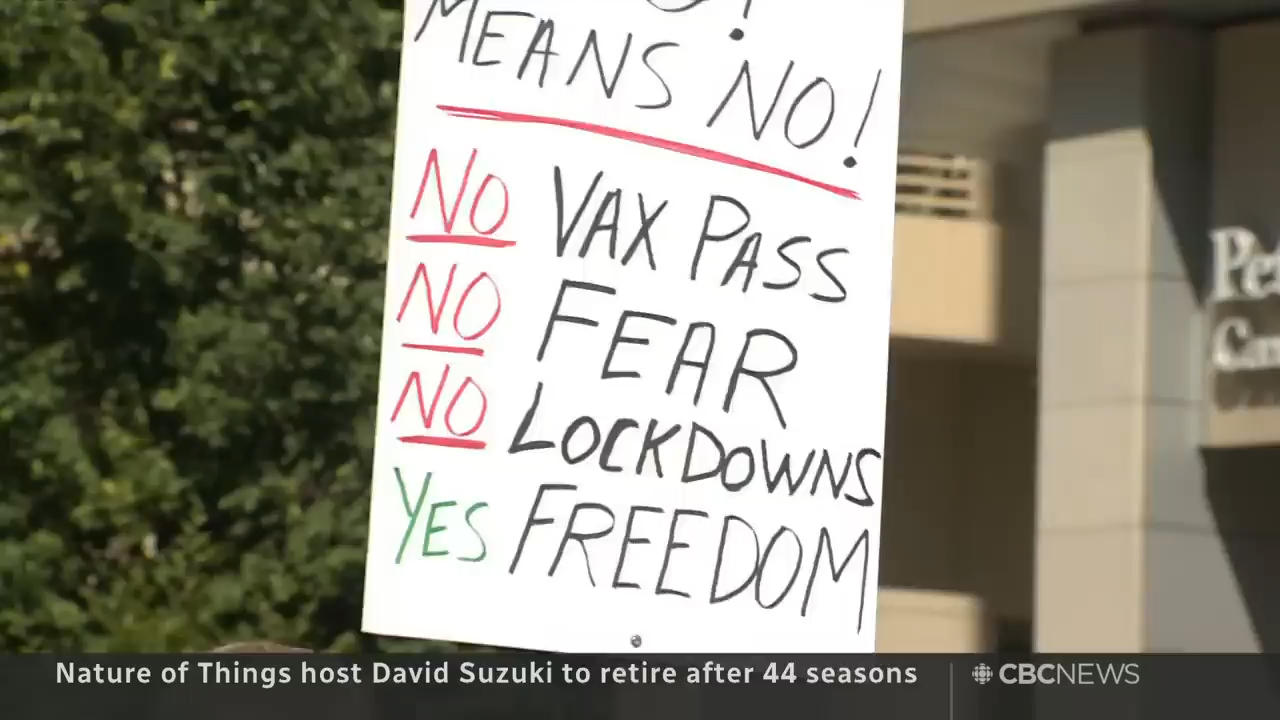 MEANS NO!
NO VAX PASS
NO FEAR
NO LOCKDOWNS
YES FREEDOM
Nature of Things host David Suzuki to retire after 44 seasons
CBCNEWS